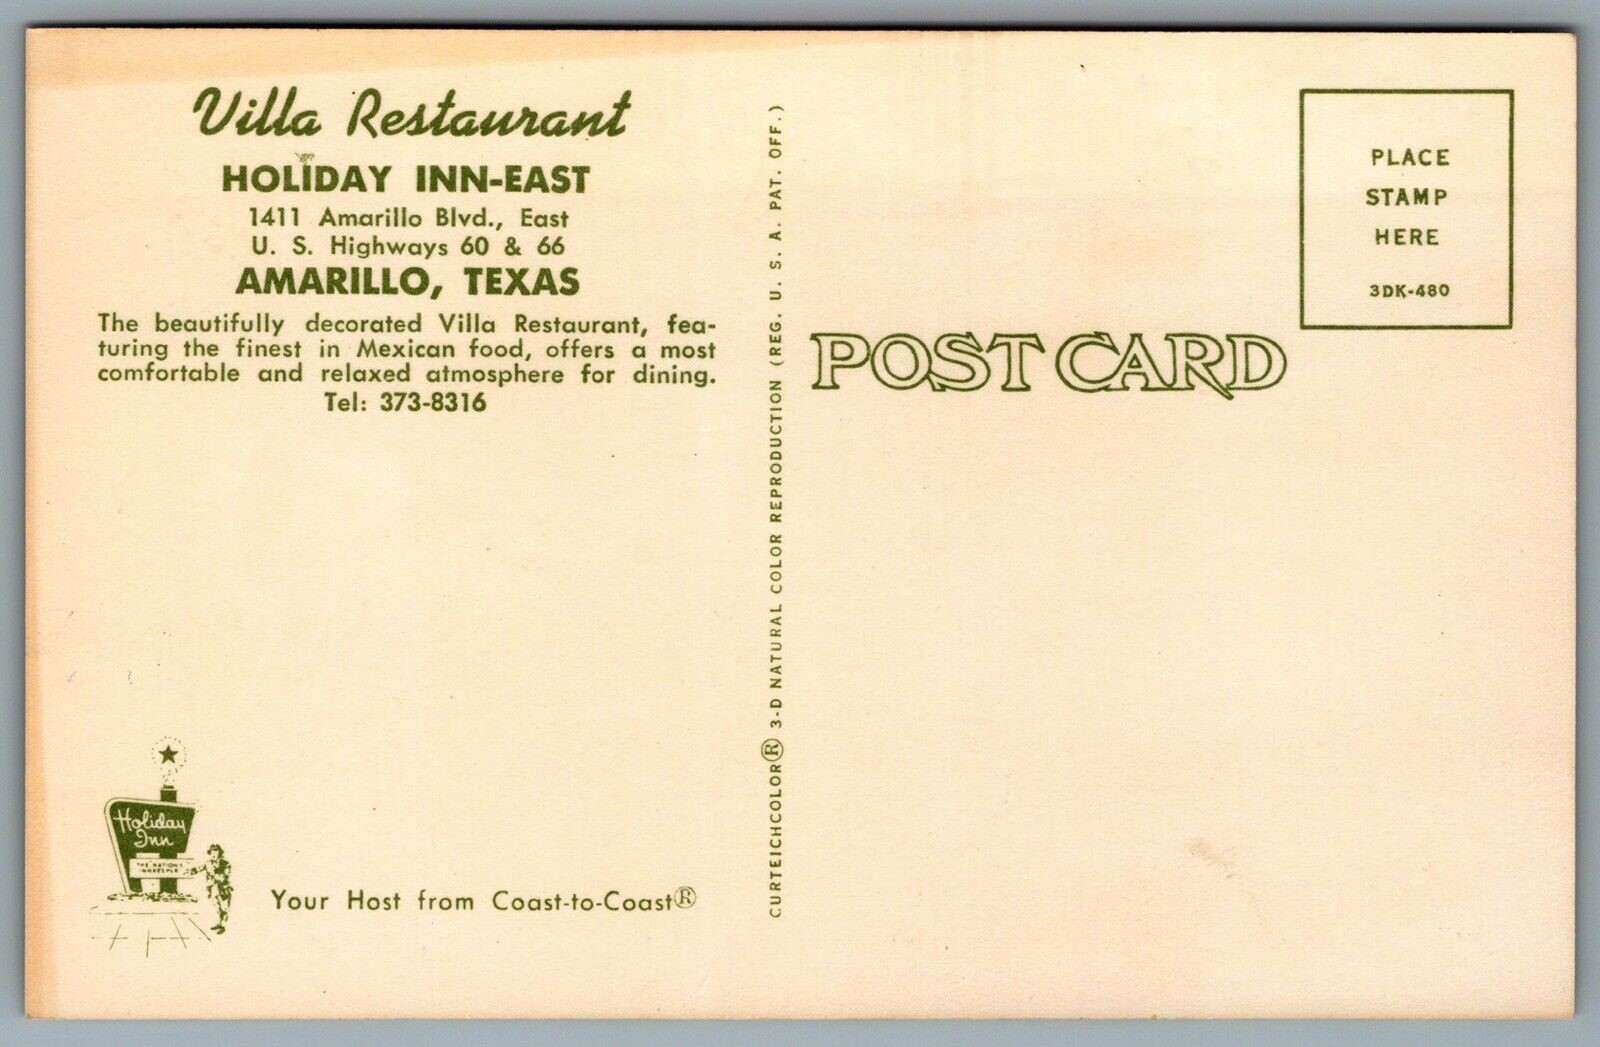 Villa Restaurant
HOLIDAY INN-EAST
1411 Amarillo Blvd., East
U. S. Highways 60 & 66
AMARILLO, TEXAS
The beautifully decorated Villa Restaurant, fea-
turing the finest in Mexican food, offers a most
comfortable and relaxed atmosphere for dining.
Tel: 373-8316
Holiday
Inn
THE NATION'S
INNKEEPER
Your Host from Coast-to-Coast®
CURTEICHCOLOR® 3-D NATURAL COLOR REPRODUCTION (REG. U. S. A. PAT. OFF.)
POST CARD
PLACE
STAMP
HERE
3DK-480